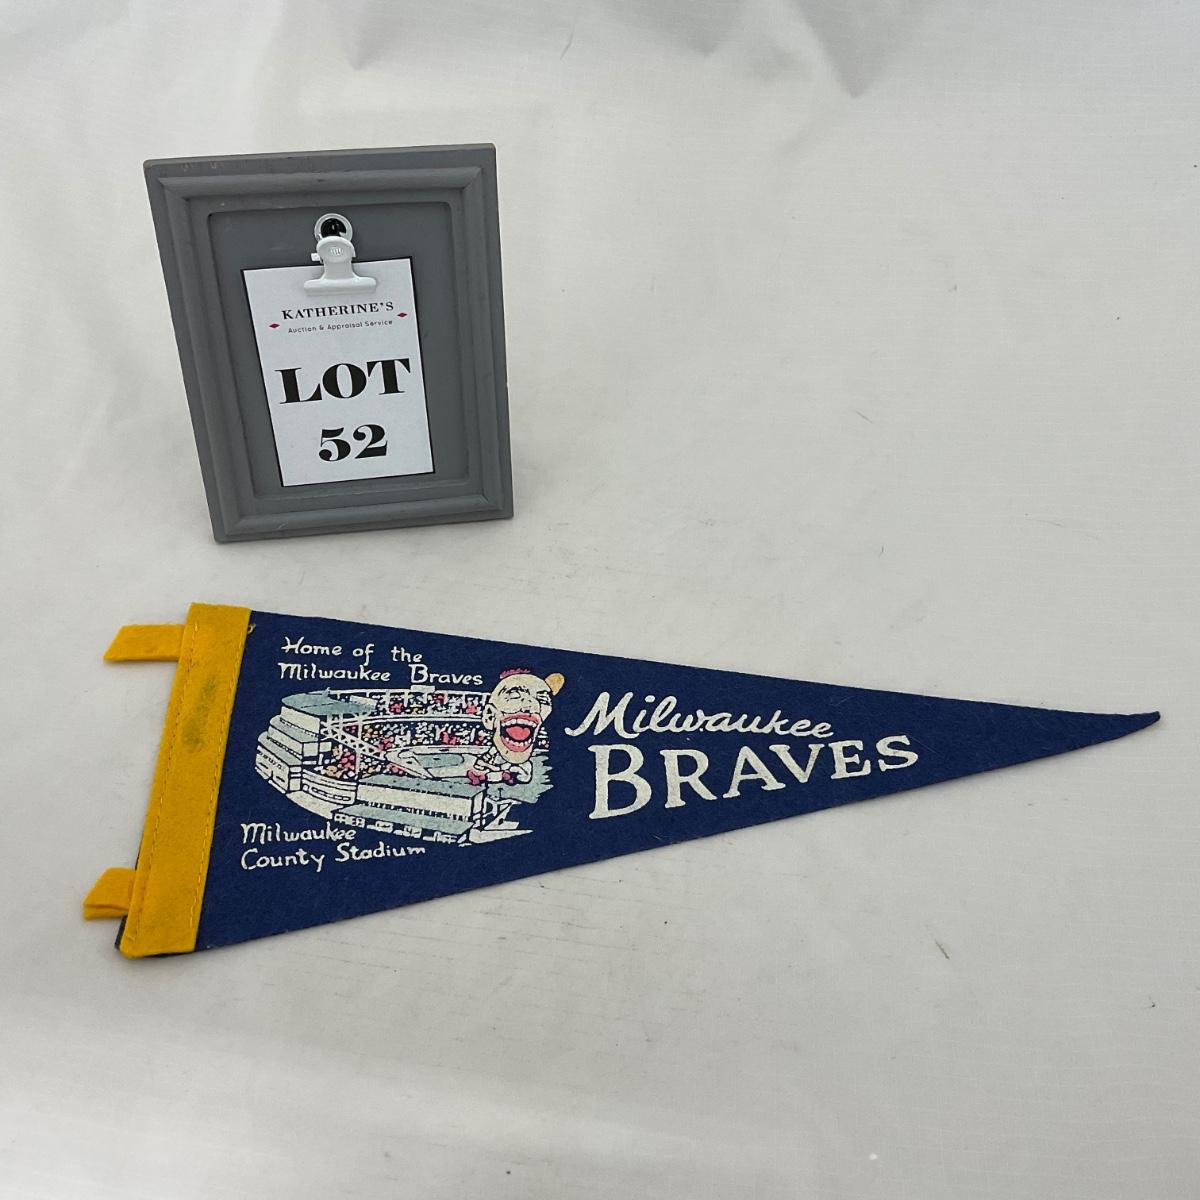 KATHERINE'S
Auction & Appraisal Service
LOT
52
Home of the
Milwaukee Braves
Milwaukee
BRAVES
Milwaukee
County Stadium